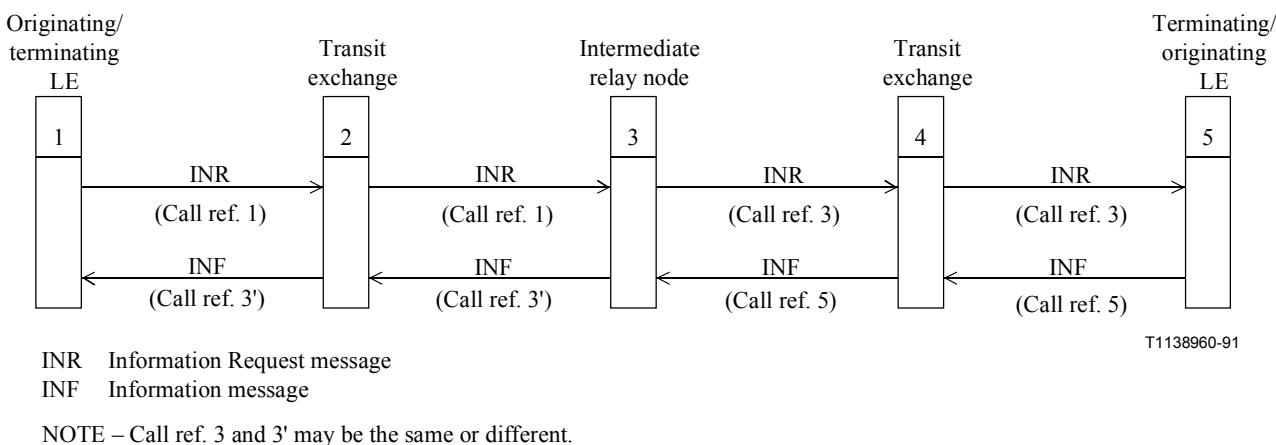 Originating/
terminating
LE
Transit
exchange
Intermediate
relay node
Transit
exchange
Terminating/
originating
LE
1
2
3
4
5
INR
INR
INR
INR
(Call ref. 1)
(Call ref. 1)
(Call ref. 3)
(Call ref. 3)
INF
INF
INF
INF
(Call ref. 3')
(Call ref. 3')
(Call ref. 5)
(Call ref. 5)
T1138960-91
INR Information Request message
INF Information message
NOTE – Call ref. 3 and 3' may be the same or different.